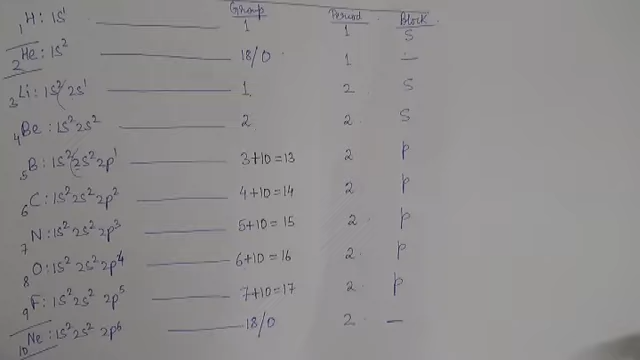 Group Period Block
₁H: 1s¹ 1 1 S
₂He: 1s² 18/0 1 —
₃Li: 1s² 2s¹ 1 2 S
₄Be: 1s² 2s² 2 2 S
₅B: 1s² 2s² 2p¹ 3+10=13 2 P
₆C: 1s² 2s² 2p² 4+10=14 2 P
₇N: 1s² 2s² 2p³ 5+10=15 2 P
₈O: 1s² 2s² 2p⁴ 6+10=16 2 P
₉F: 1s² 2s² 2p⁵ 7+10=17 2 P
₁₀Ne: 1s² 2s² 2p⁶ 18/0 2 —